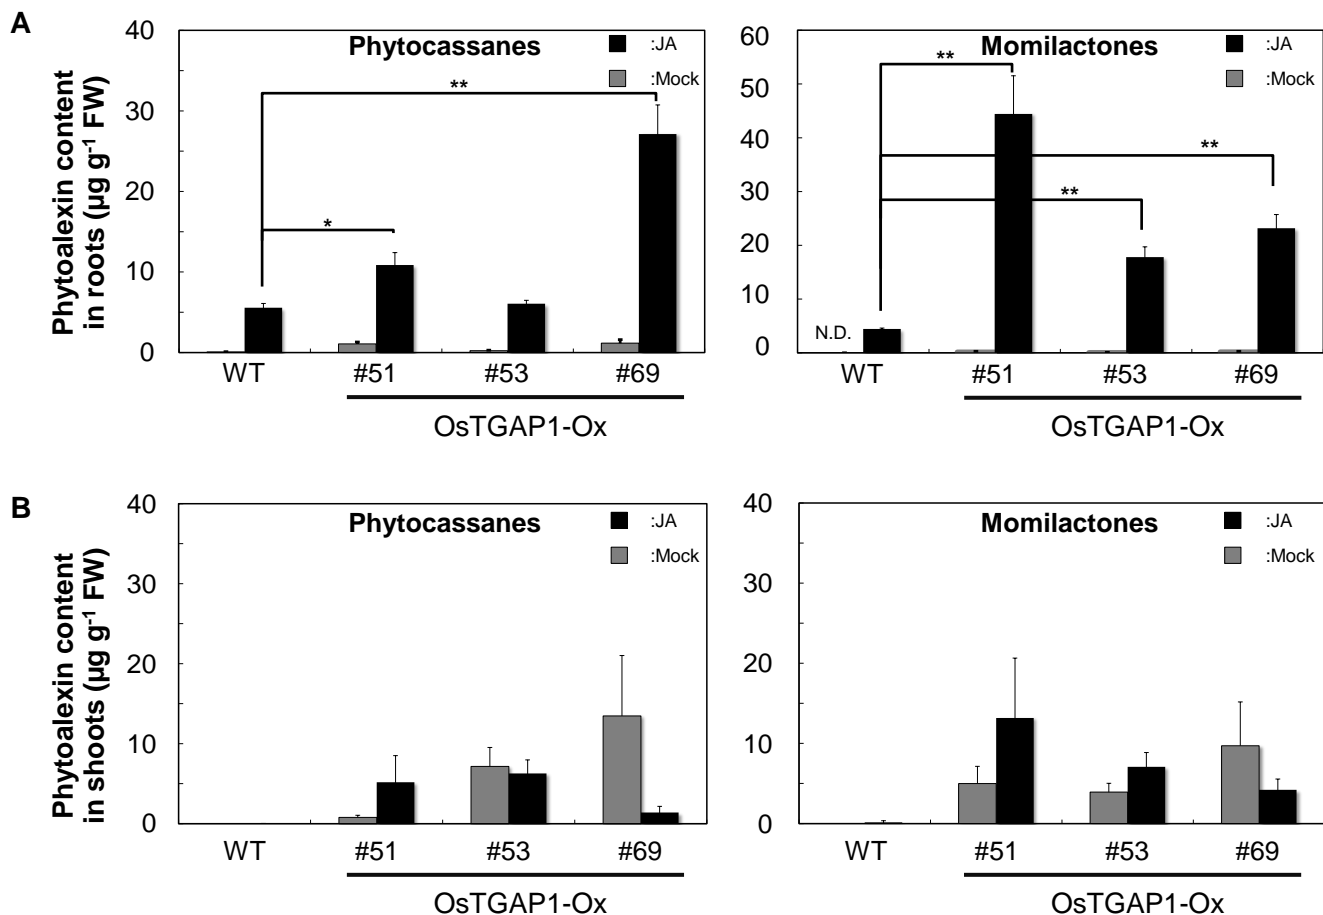 A
Phytoalexin content
in roots (µg g⁻¹ FW)
40
30
20
10
0
Phytocassanes
:JA
:Mock
**
*
WT
#51
#53
#69
OsTGAP1-Ox
60
50
40
30
20
10
0
Momilactones
:JA
:Mock
**
**
**
N.D.
WT
#51
#53
#69
OsTGAP1-Ox
B
Phytoalexin content
in shoots (µg g⁻¹ FW)
40
30
20
10
0
Phytocassanes
:JA
:Mock
WT
#51
#53
#69
OsTGAP1-Ox
40
30
20
10
0
Momilactones
:JA
:Mock
WT
#51
#53
#69
OsTGAP1-Ox